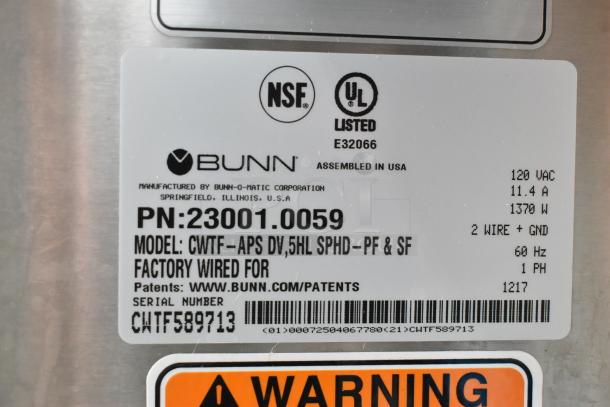 NSF®
UL
LISTED
E32066
BUNN® ASSEMBLED IN USA
MANUFACTURED BY BUNN-O-MATIC CORPORATION
SPRINGFIELD, ILLINOIS, U.S.A
PN:23001.0059
MODEL: CWTF-APS DV,5HL SPHD-PF & SF
FACTORY WIRED FOR
Patents: WWW.BUNN.COM/PATENTS
SERIAL NUMBER
CWTF589713
(01)00072504067780(21)CWTF589713
120 VAC
11.4 A
1370 W
2 WIRE + GND
60 Hz
1 PH
1217
WARNING